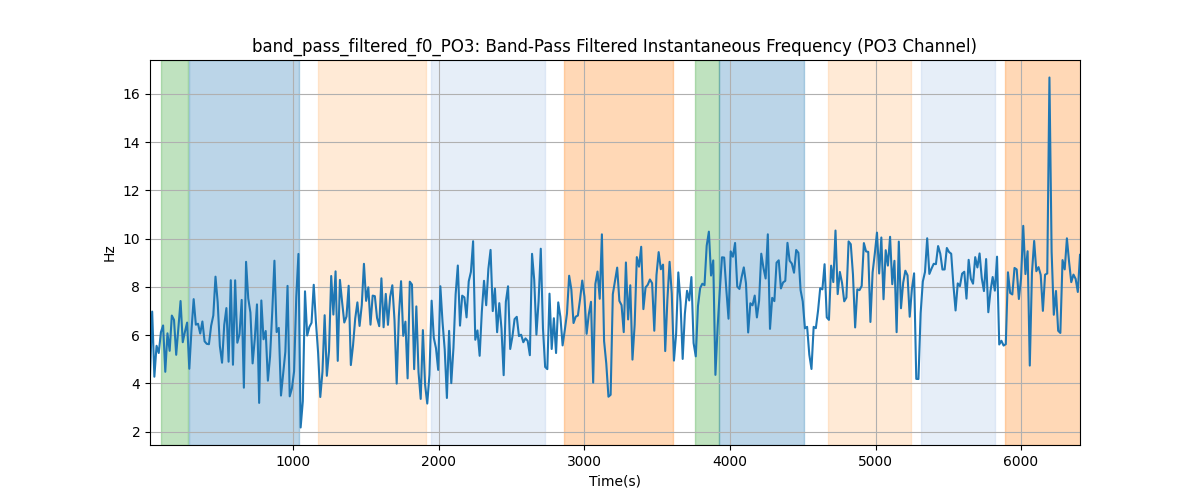 band_pass_filtered_f0_PO3: Band-Pass Filtered Instantaneous Frequency (PO3 Channel)
16
14
12
10
8
6
4
2
Hz
1000 2000 3000 4000 5000 6000
Time(s)